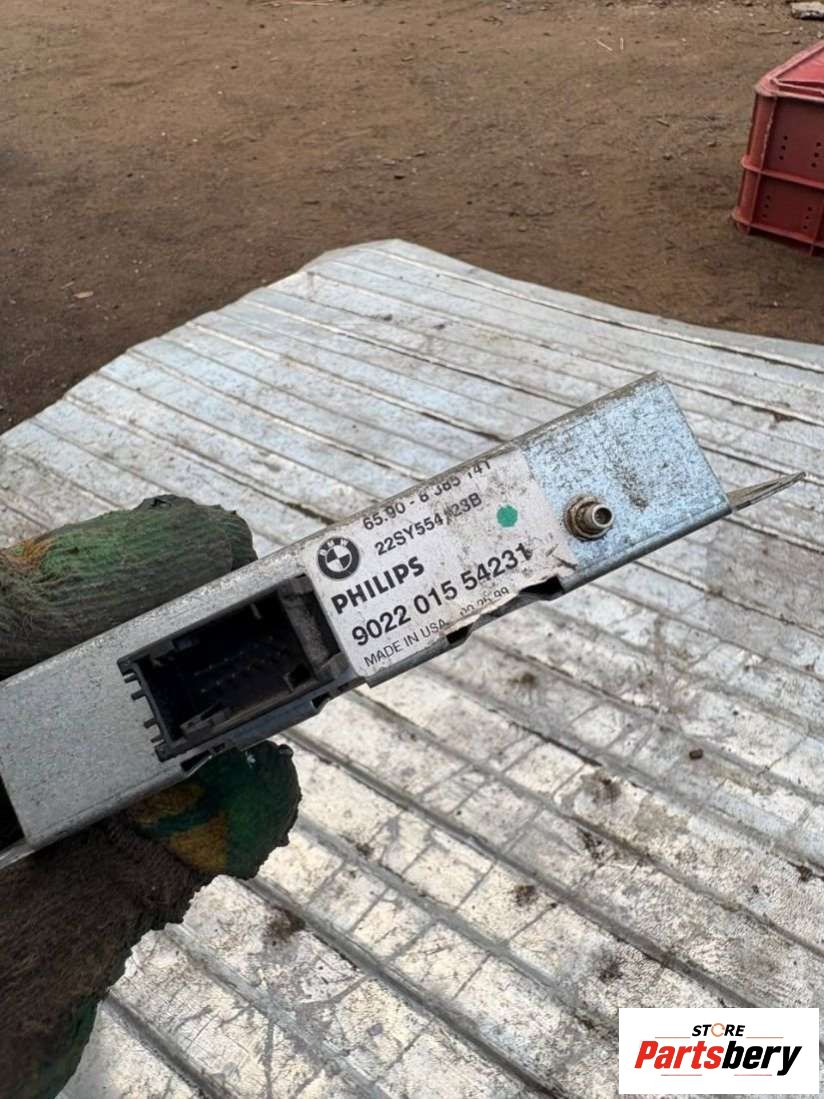 65.90 - 8 385 141
22SY554/23B
PHILIPS
9022 015 54231
MADE IN USA
STORE
Partsbery